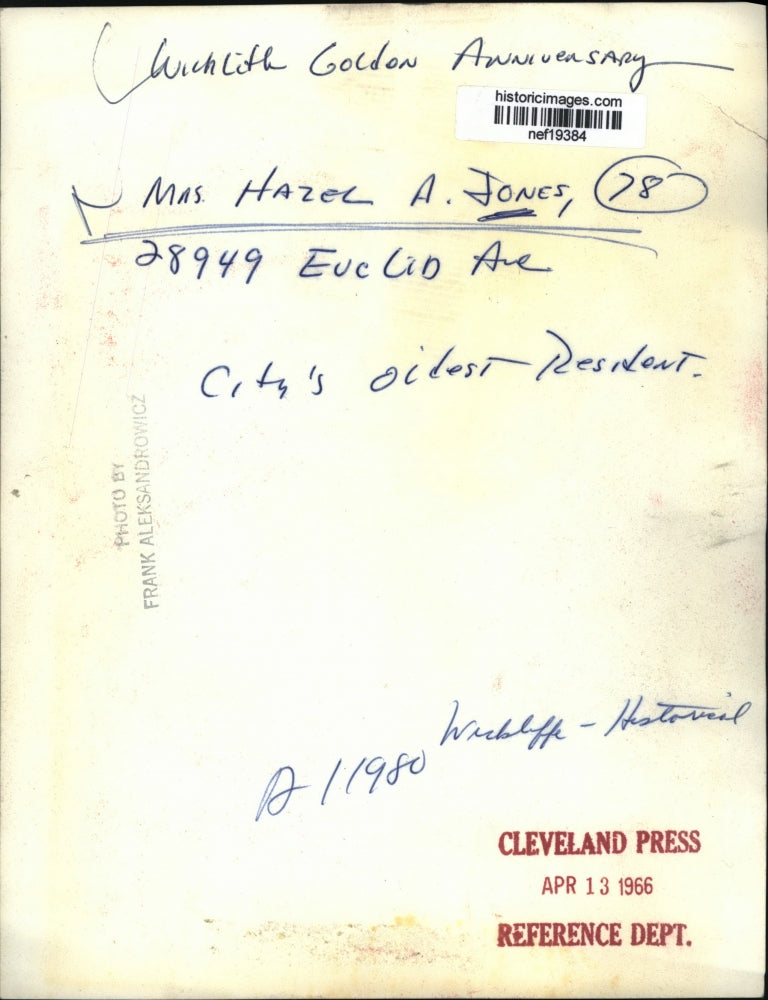 Wickliffe Golden Anniversary
historicimages.com
nef19384
Mrs. Hazel A. Jones, 78
28949 Euclid Ave
City's oldest Resident.
PHOTO BY
FRANK ALEKSANDROWICZ
Wickliffe - Historical
A 11980
CLEVELAND PRESS
APR 13 1966
REFERENCE DEPT.